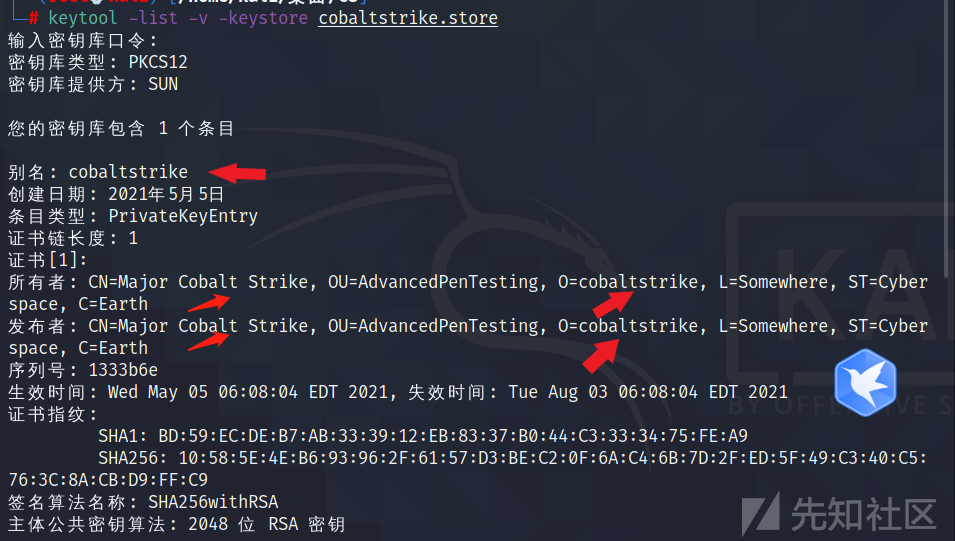 # keytool -list -v -keystore cobaltstrike.store
输入密钥库口令:
密钥库类型: PKCS12
密钥库提供方: SUN
您的密钥库包含 1 个条目
别名: cobaltstrike
创建日期: 2021年5月5日
条目类型: PrivateKeyEntry
证书链长度: 1
证书[1]:
所有者: CN=Major Cobalt Strike, OU=AdvancedPenTesting, O=cobaltstrike, L=Somewhere, ST=Cyber
space, C=Earth
发布者: CN=Major Cobalt Strike, OU=AdvancedPenTesting, O=cobaltstrike, L=Somewhere, ST=Cyber
space, C=Earth
序列号: 1333b6e
生效时间: Wed May 05 06:08:04 EDT 2021, 失效时间: Tue Aug 03 06:08:04 EDT 2021
证书指纹:
SHA1: BD:59:EC:DE:B7:AB:33:39:12:EB:83:37:B0:44:C3:33:34:75:FE:A9
SHA256: 10:58:5E:4E:B6:93:96:2F:61:57:D3:BE:C2:0F:6A:C4:6B:7D:2F:ED:5F:49:C3:40:C5:
76:3C:8A:CB:D9:FF:C9
签名算法名称: SHA256withRSA
主体公共密钥算法: 2048 位 RSA 密钥
KA
BY OFFE
VE S
先知社区